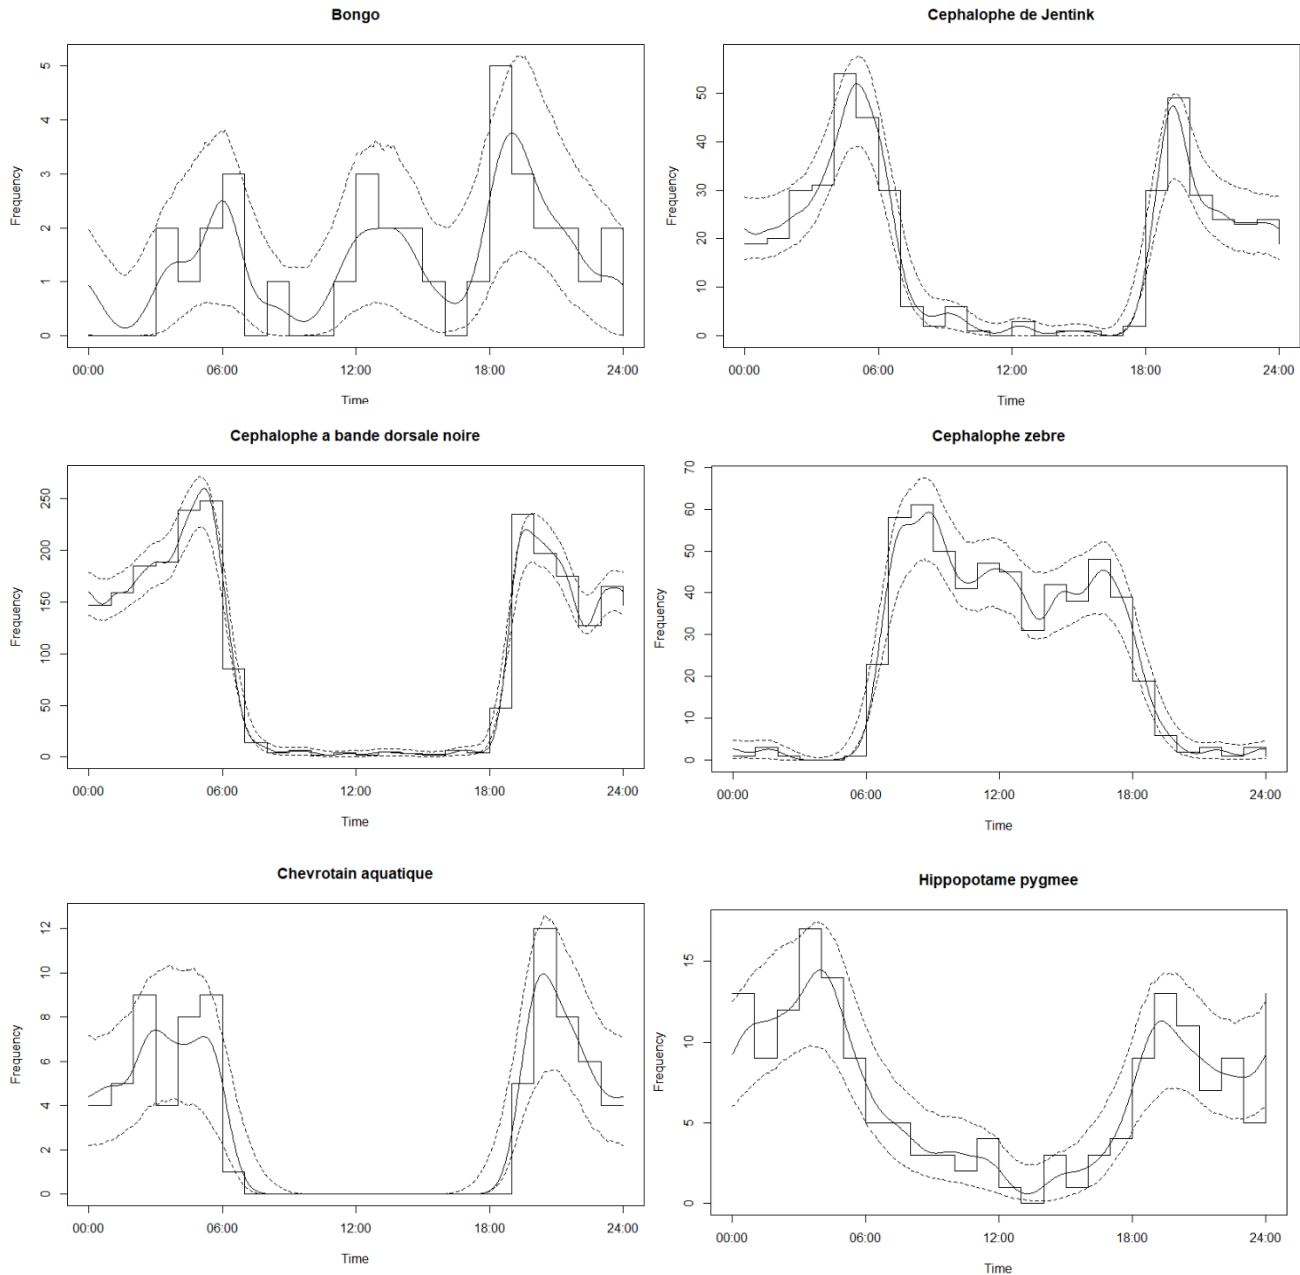 Bongo
Frequency
5
4
3
2
1
0
00:00 06:00 12:00 18:00 24:00
Time
Cephalophe de Jentink
Frequency
50
40
30
20
10
0
00:00 06:00 12:00 18:00 24:00
Time
Cephalophe a bande dorsale noire
Frequency
250
200
150
100
50
0
00:00 06:00 12:00 18:00 24:00
Time
Cephalophe zebre
Frequency
70
60
50
40
30
20
10
0
00:00 06:00 12:00 18:00 24:00
Time
Chevrotain aquatique
Frequency
12
10
8
6
4
2
0
00:00 06:00 12:00 18:00 24:00
Time
Hippopotame pygmee
Frequency
15
10
5
0
00:00 06:00 12:00 18:00 24:00
Time